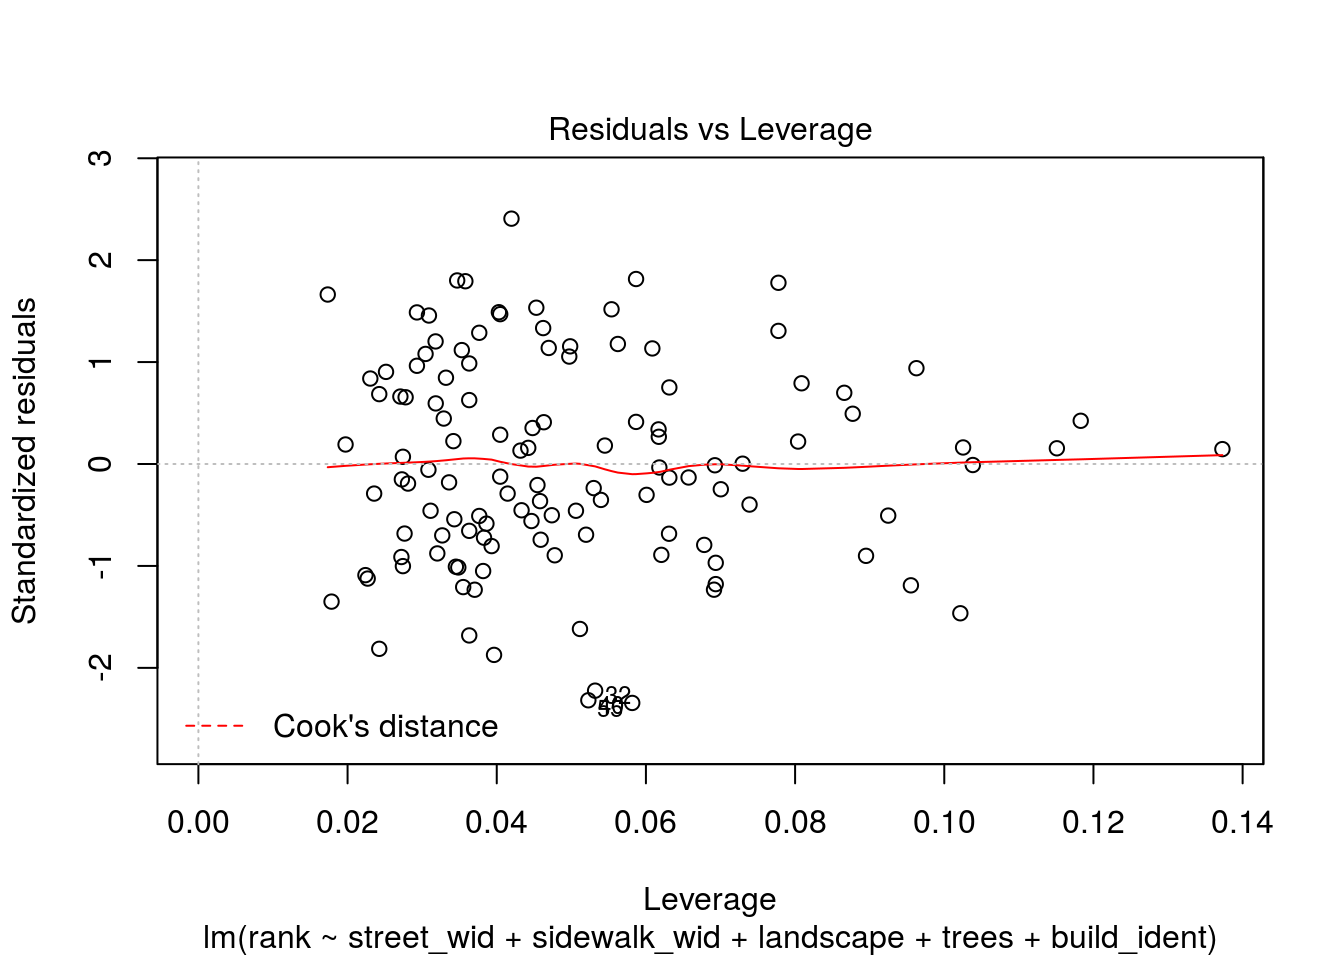 Residuals vs Leverage
Standardized residuals
3
2
1
0
-1
-2
32
Cook's distance
0.00 0.02 0.04 0.06 0.08 0.10 0.12 0.14
Leverage
lm(rank ~ street_wid + sidewalk_wid + landscape + trees + build_ident)